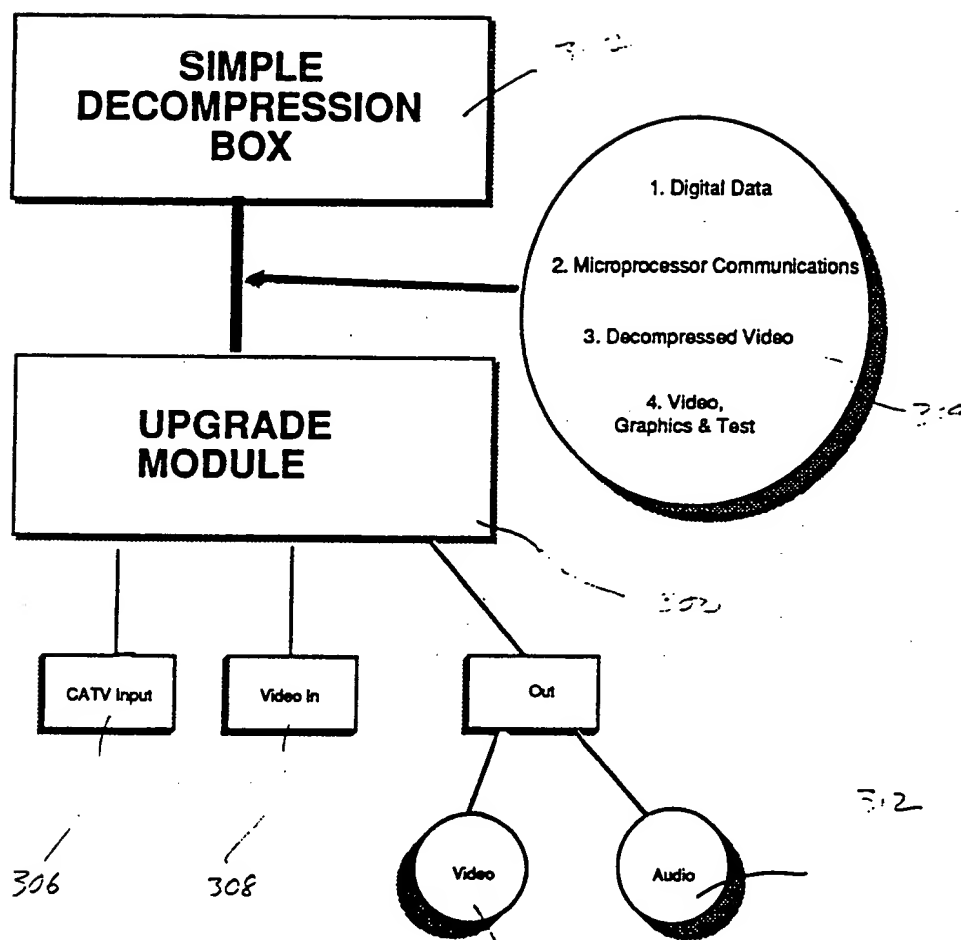 SIMPLE
DECOMPRESSION
BOX
1. Digital Data
2. Microprocessor Communications
3. Decompressed Video
4. Video,
Graphics & Test
UPGRADE
MODULE
CATV Input
Video In
Out
312
306
308
Video
Audio